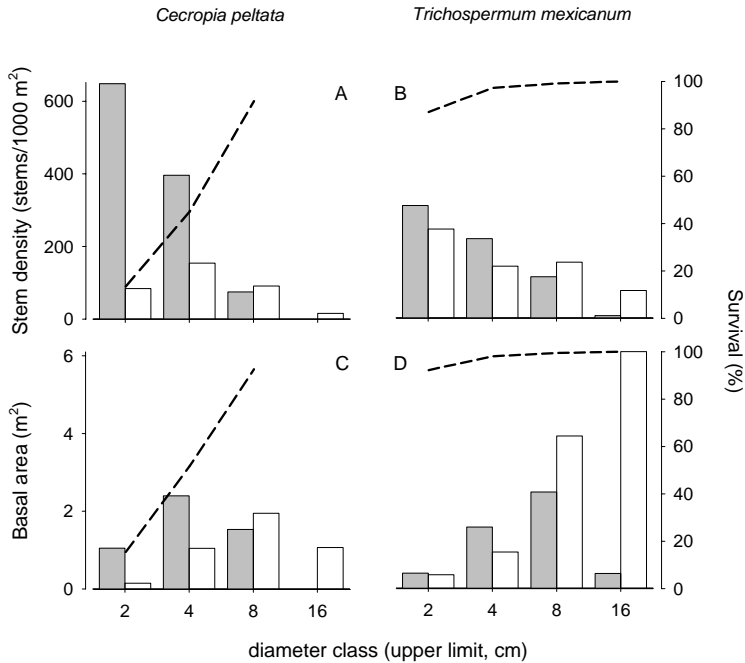 Cecropia peltata
Trichospermum mexicanum
Stem density (stems/1000 m²)
600
400
200
0
A
B
100
80
60
40
20
0
Survival (%)
Basal area (m²)
6
4
2
0
C
D
100
80
60
40
20
0
2 4 8 16
2 4 8 16
diameter class (upper limit, cm)